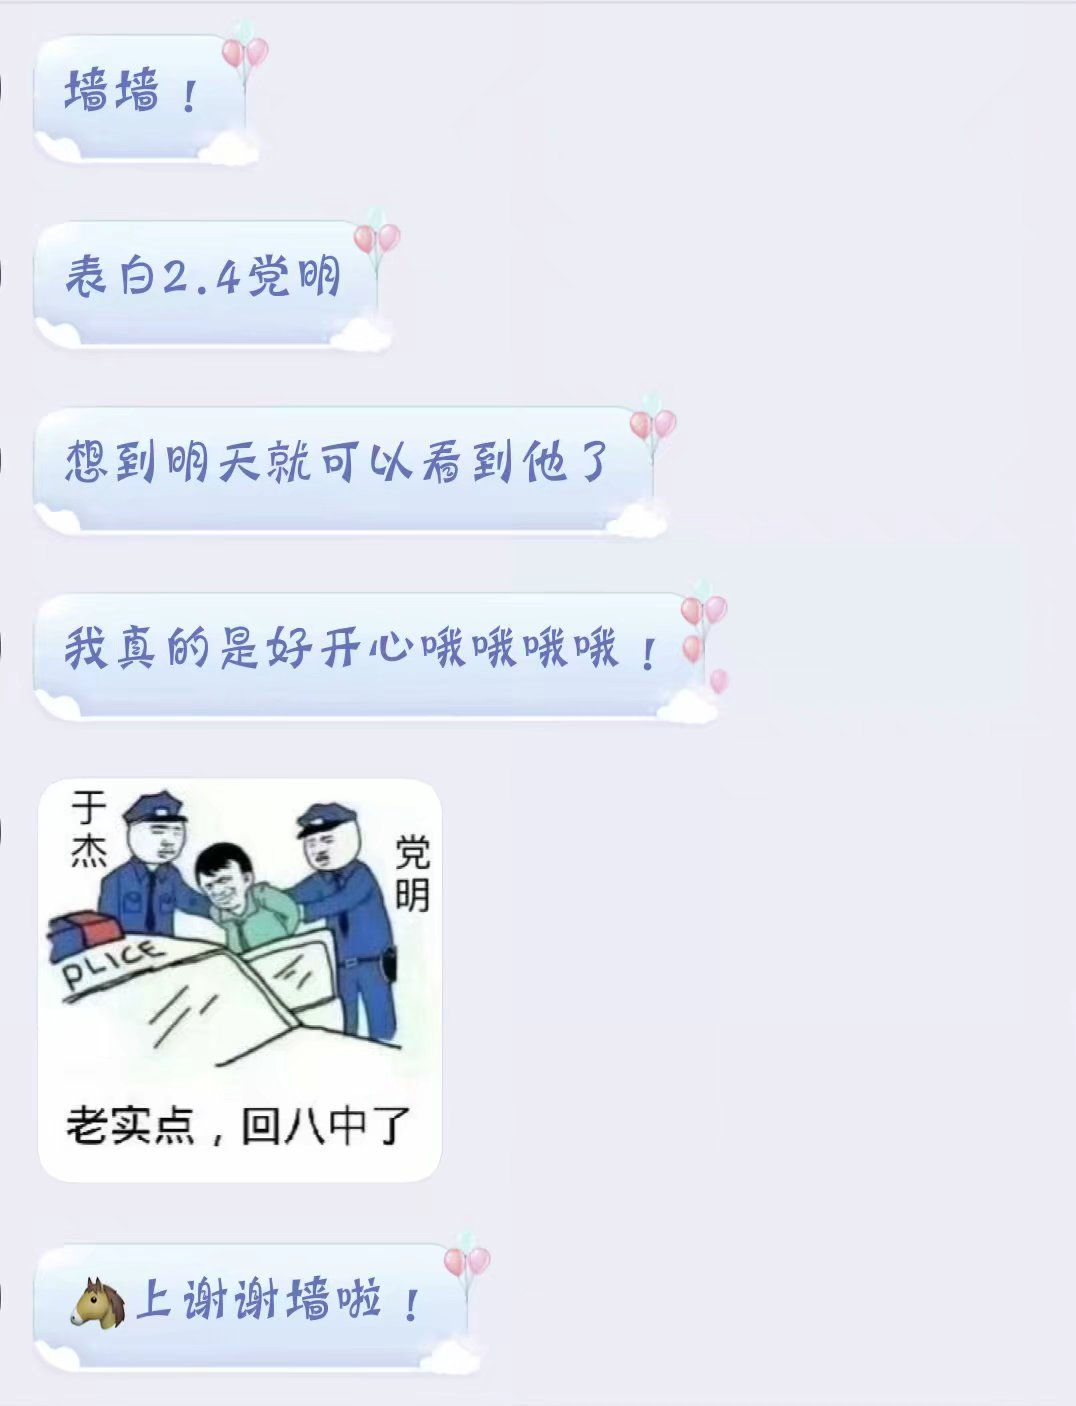 墙墙！
表白2.4党明
想到明天就可以看到他了
我真的是好开心哦哦哦哦！
于杰
党明
PLICE
老实点，回八中了
🐴上谢谢墙啦！